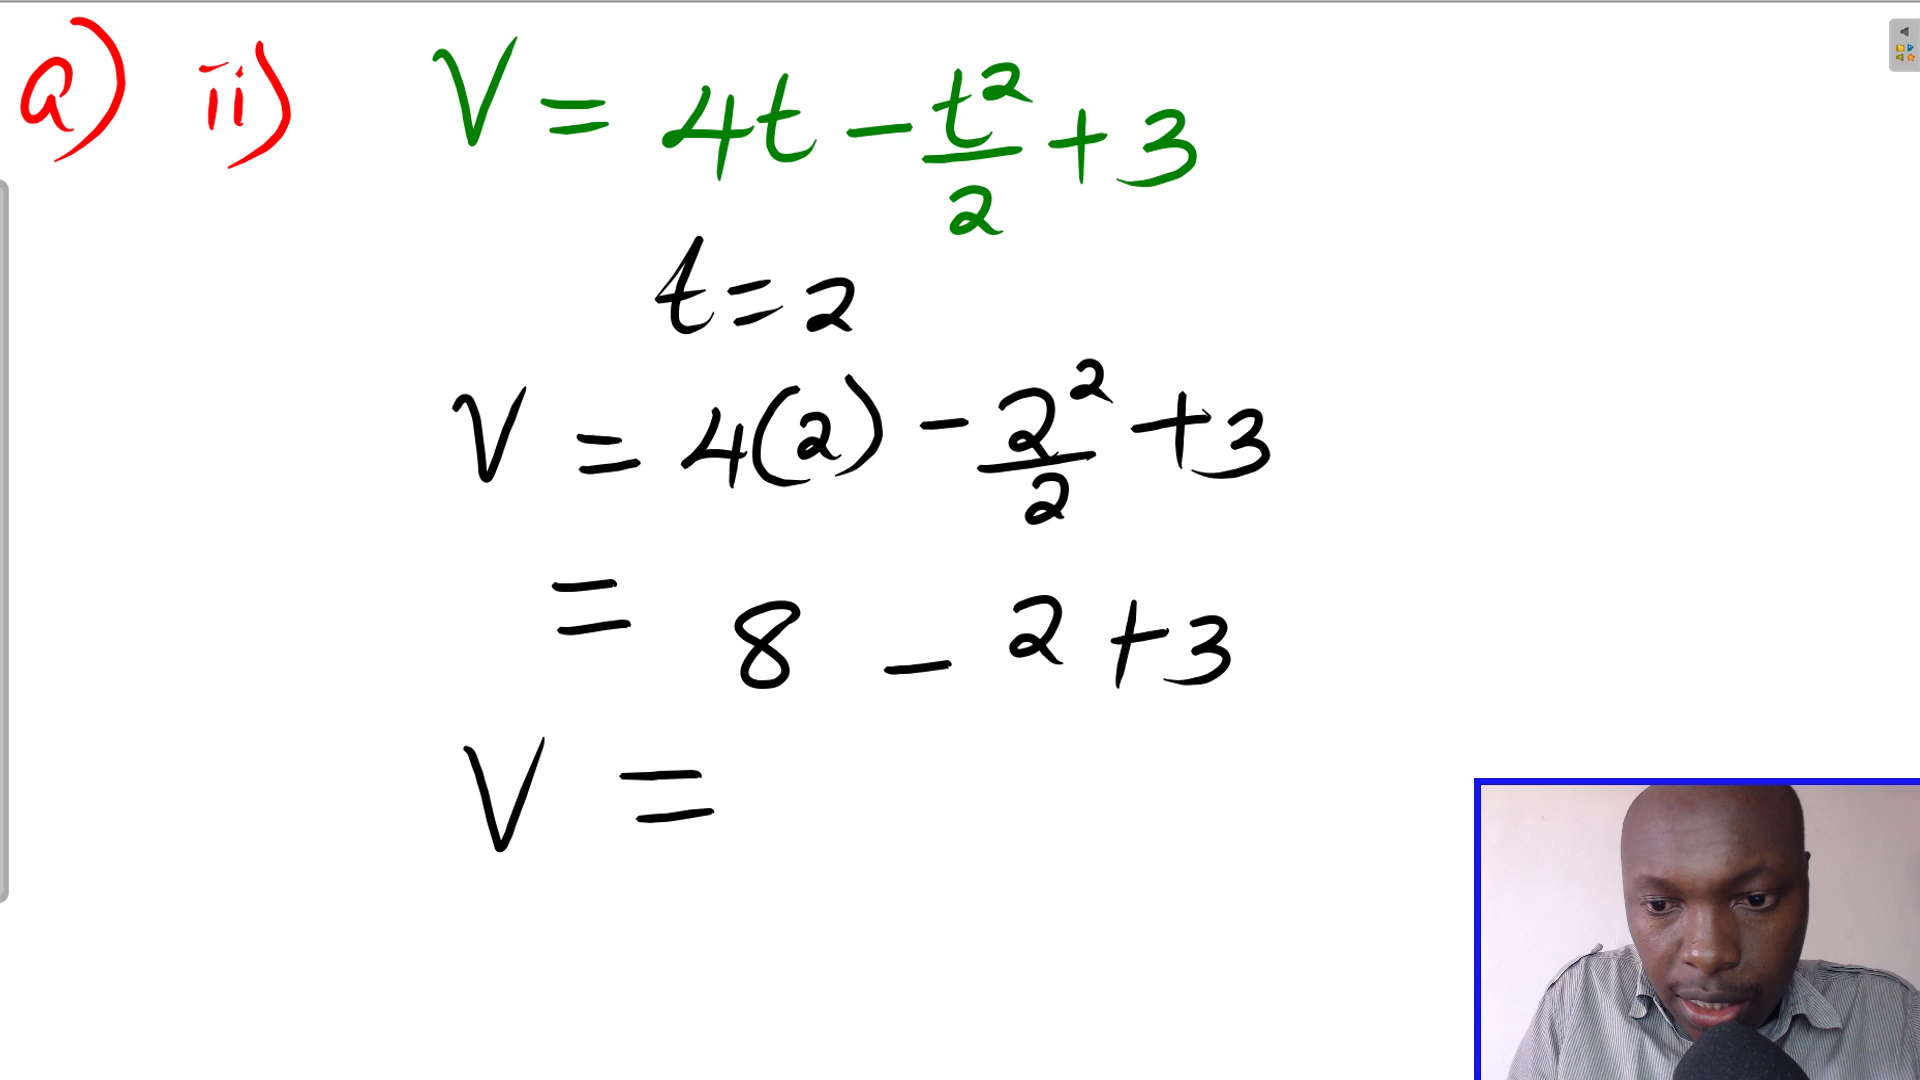 a) ii) V = 4t - t²/2 + 3
t = 2
V = 4(2) - 2²/2 + 3
= 8 - 2 + 3
V =